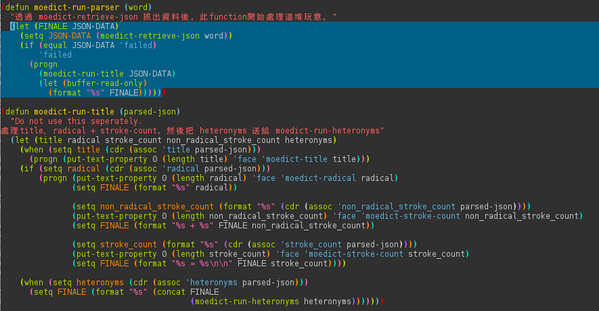 defun moedict-run-parser (word)
"透過 moedict-retrieve-json 抓出資料後，此function開始處理這堆玩意。"
(let (FINALE JSON-DATA)
(setq JSON-DATA (moedict-retrieve-json word))
(if (equal JSON-DATA 'failed)
'failed
(progn
(moedict-run-title JSON-DATA)
(let (buffer-read-only)
(format "%s" FINALE)))))
defun moedict-run-title (parsed-json)
"Do not use this seperately.
處理title, radical + stroke-count, 然後把 heteronyms 送給 moedict-run-heteronyms"
(let (title radical stroke_count non_radical_stroke_count heteronyms)
(when (setq title (cdr (assoc 'title parsed-json)))
(progn (put-text-property 0 (length title) 'face 'moedict-title title)))
(if (setq radical (cdr (assoc 'radical parsed-json)))
(progn (put-text-property 0 (length radical) 'face 'moedict-radical radical)
(setq FINALE (format "%s" radical))
(setq non_radical_stroke_count (format "%s" (cdr (assoc 'non_radical_stroke_count parsed-json))))
(put-text-property 0 (length non_radical_stroke_count) 'face 'moedict-stroke-count non_radical_stroke_count)
(setq FINALE (format "%s + %s" FINALE non_radical_stroke_count))
(setq stroke_count (format "%s" (cdr (assoc 'stroke_count parsed-json))))
(put-text-property 0 (length stroke_count) 'face 'moedict-stroke-count stroke_count)
(setq FINALE (format "%s = %s\n\n" FINALE stroke_count))))
(when (setq heteronyms (cdr (assoc 'heteronyms parsed-json)))
(setq FINALE (format "%s" (concat FINALE
(moedict-run-heteronyms heteronyms))))))